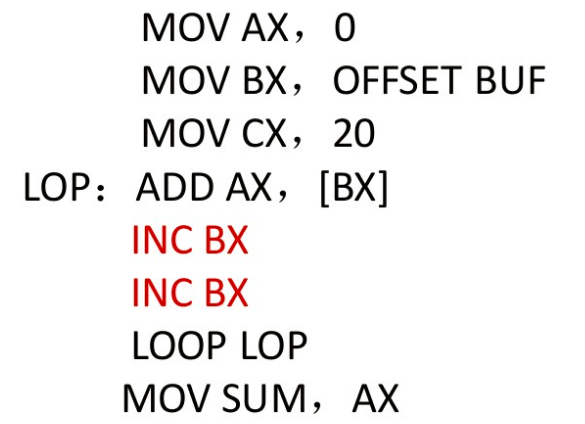 MOV AX， 0
MOV BX， OFFSET BUF
MOV CX， 20
LOP： ADD AX， [BX]
INC BX
INC BX
LOOP LOP
MOV SUM， AX